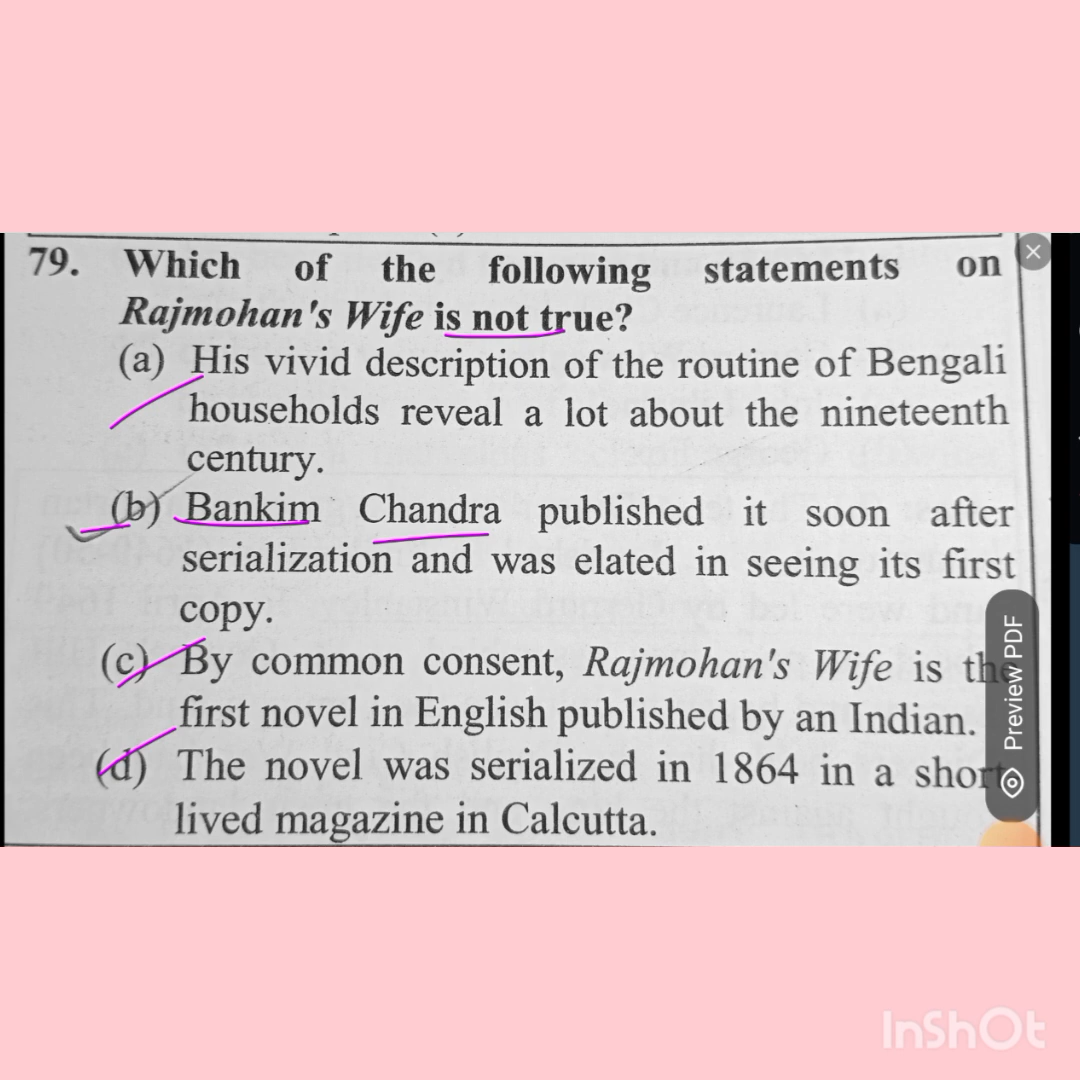 79. Which of the following statements on
Rajmohan's Wife is not true?
(a) His vivid description of the routine of Bengali
households reveal a lot about the nineteenth
century.
(b) Bankim Chandra published it soon after
serialization and was elated in seeing its first
copy.
(c) By common consent, Rajmohan's Wife is the
first novel in English published by an Indian.
(d) The novel was serialized in 1864 in a short
lived magazine in Calcutta.
Preview PDF
InShOt